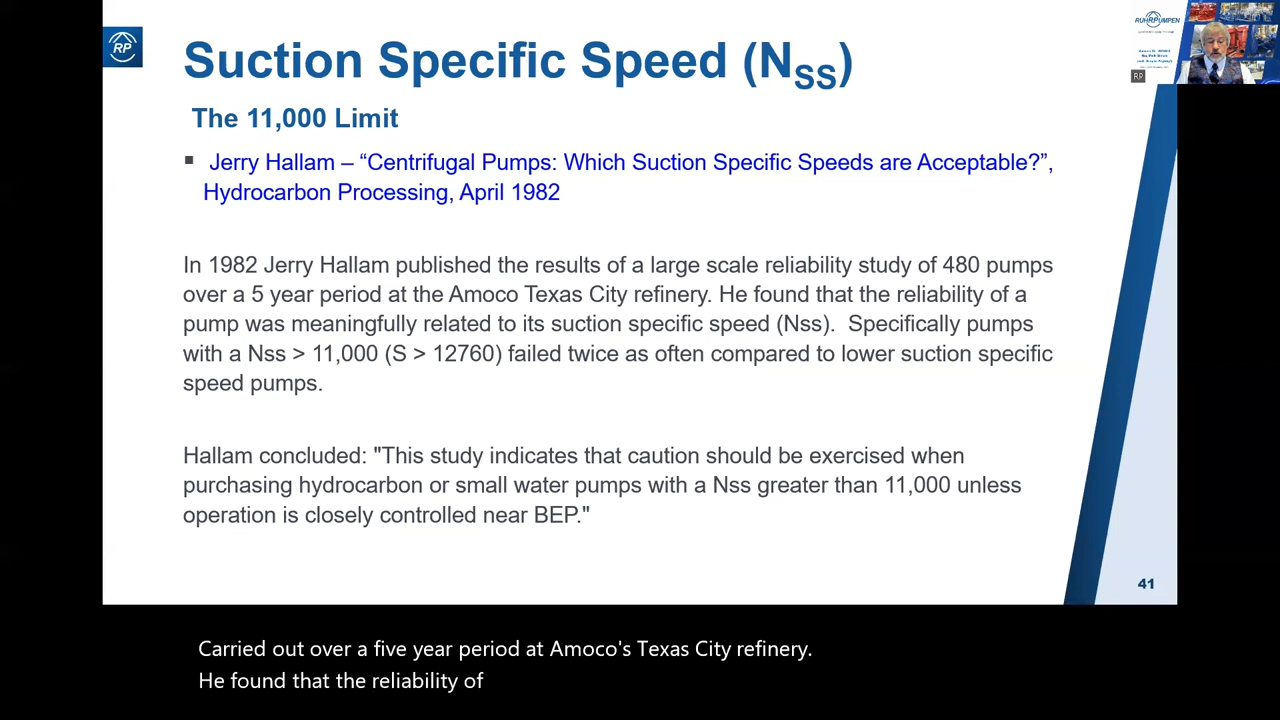 RP
Suction Specific Speed (NSS)
RUHRPUMPEN
RP
The 11,000 Limit
▪ Jerry Hallam – “Centrifugal Pumps: Which Suction Specific Speeds are Acceptable?”,
Hydrocarbon Processing, April 1982
In 1982 Jerry Hallam published the results of a large scale reliability study of 480 pumps
over a 5 year period at the Amoco Texas City refinery. He found that the reliability of a
pump was meaningfully related to its suction specific speed (Nss).  Specifically pumps
with a Nss > 11,000 (S > 12760) failed twice as often compared to lower suction specific
speed pumps.
Hallam concluded: "This study indicates that caution should be exercised when
purchasing hydrocarbon or small water pumps with a Nss greater than 11,000 unless
operation is closely controlled near BEP."
41
Carried out over a five year period at Amoco's Texas City refinery.
He found that the reliability of